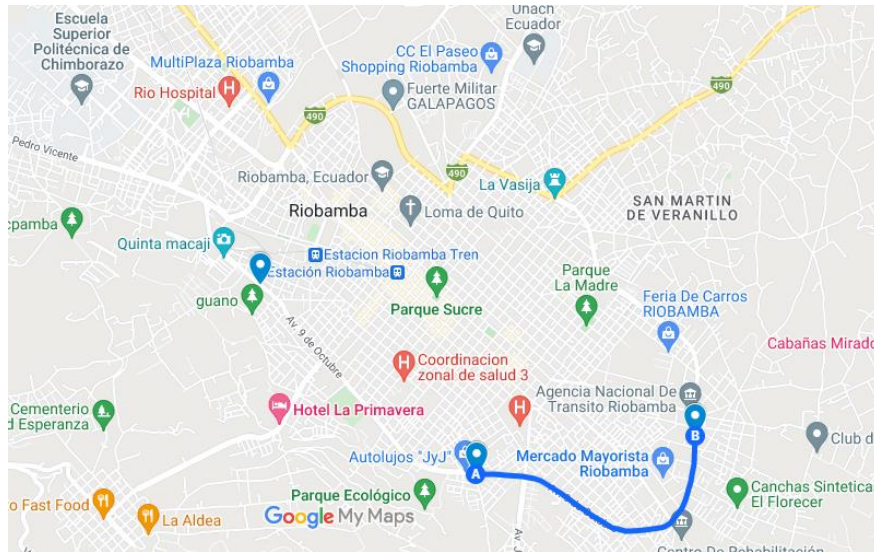 Escuela
Superior
Politécnica de
Chimborazo
MultiPlaza Riobamba
Rio Hospital
H
CC El Paseo
Shopping Riobamba
Unach
Ecuador
Fuerte Militar
GALAPAGOS
490
490
490
490
Pedro Vicente
Riobamba, Ecuador
Riobamba
Loma de Quito
La Vasija
SAN MARTIN
DE VERANILLO
cpamba
Quinta macaji
Estacion Riobamba Tren
Estación Riobamba
guano
Parque Sucre
Parque
La Madre
Feria De Carros
RIOBAMBA
Cabañas Mirado
Av. 9 de Octubre
H
Coordinacion
zonal de salud 3
Agencia Nacional De
Transito Riobamba
Cementerio
d Esperanza
Hotel La Primavera
H
B
Club d
Autolujos "JyJ"
A
Mercado Mayorista
Riobamba
Canchas Sinteticas
El Florecer
o Fast Food
La Aldea
Parque Ecológico
Google My Maps
Av. J
Centro De Rehabilitación